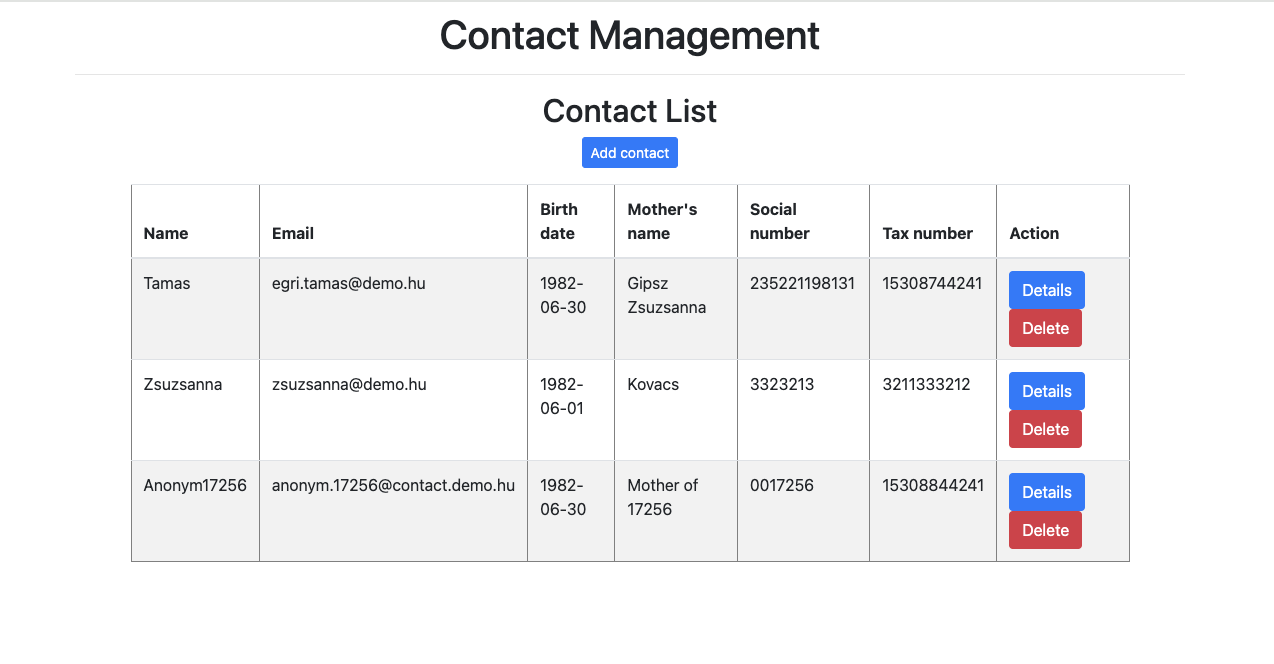 Contact Management
Contact List
Add contact
Name Email Birth date Mother's name Social number Tax number Action
Tamas egri.tamas@demo.hu 1982-06-30 Gipsz Zsuzsanna 235221198131 15308744241 Details
Delete
Zsuzsanna zsuzsanna@demo.hu 1982-06-01 Kovacs 3323213 3211333212 Details
Delete
Anonym17256 anonym.17256@contact.demo.hu 1982-06-30 Mother of 17256 0017256 15308844241 Details
Delete